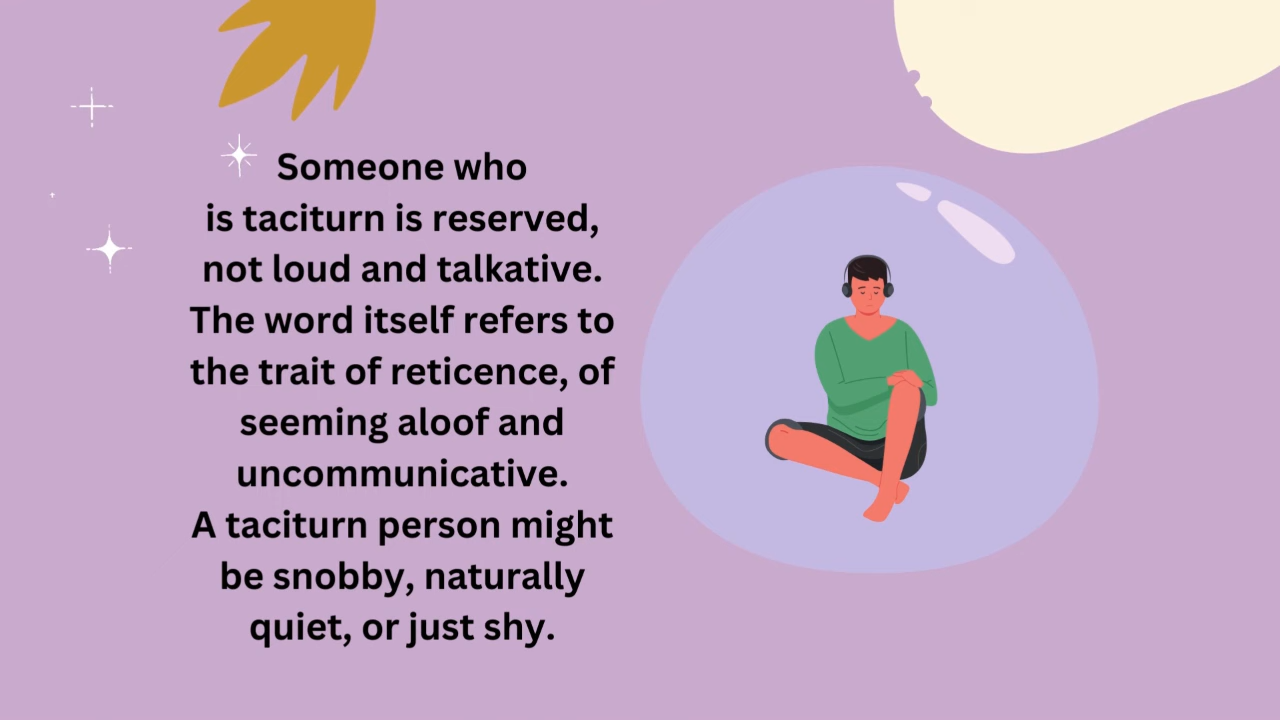 Someone who
is taciturn is reserved,
not loud and talkative.
The word itself refers to
the trait of reticence, of
seeming aloof and
uncommunicative.
A taciturn person might
be snobby, naturally
quiet, or just shy.